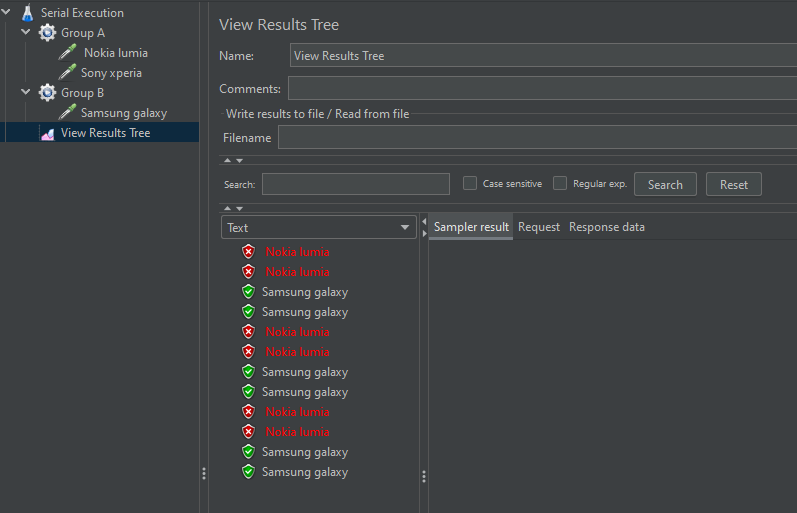 Serial Execution
Group A
Nokia lumia
Sony xperia
Group B
Samsung galaxy
View Results Tree
View Results Tree
Name: View Results Tree
Comments:
Write results to file / Read from file
Filename
Search: Case sensitive Regular exp. Search Reset
Text
Sampler result Request Response data
Nokia lumia
Nokia lumia
Samsung galaxy
Samsung galaxy
Nokia lumia
Nokia lumia
Samsung galaxy
Samsung galaxy
Nokia lumia
Nokia lumia
Samsung galaxy
Samsung galaxy